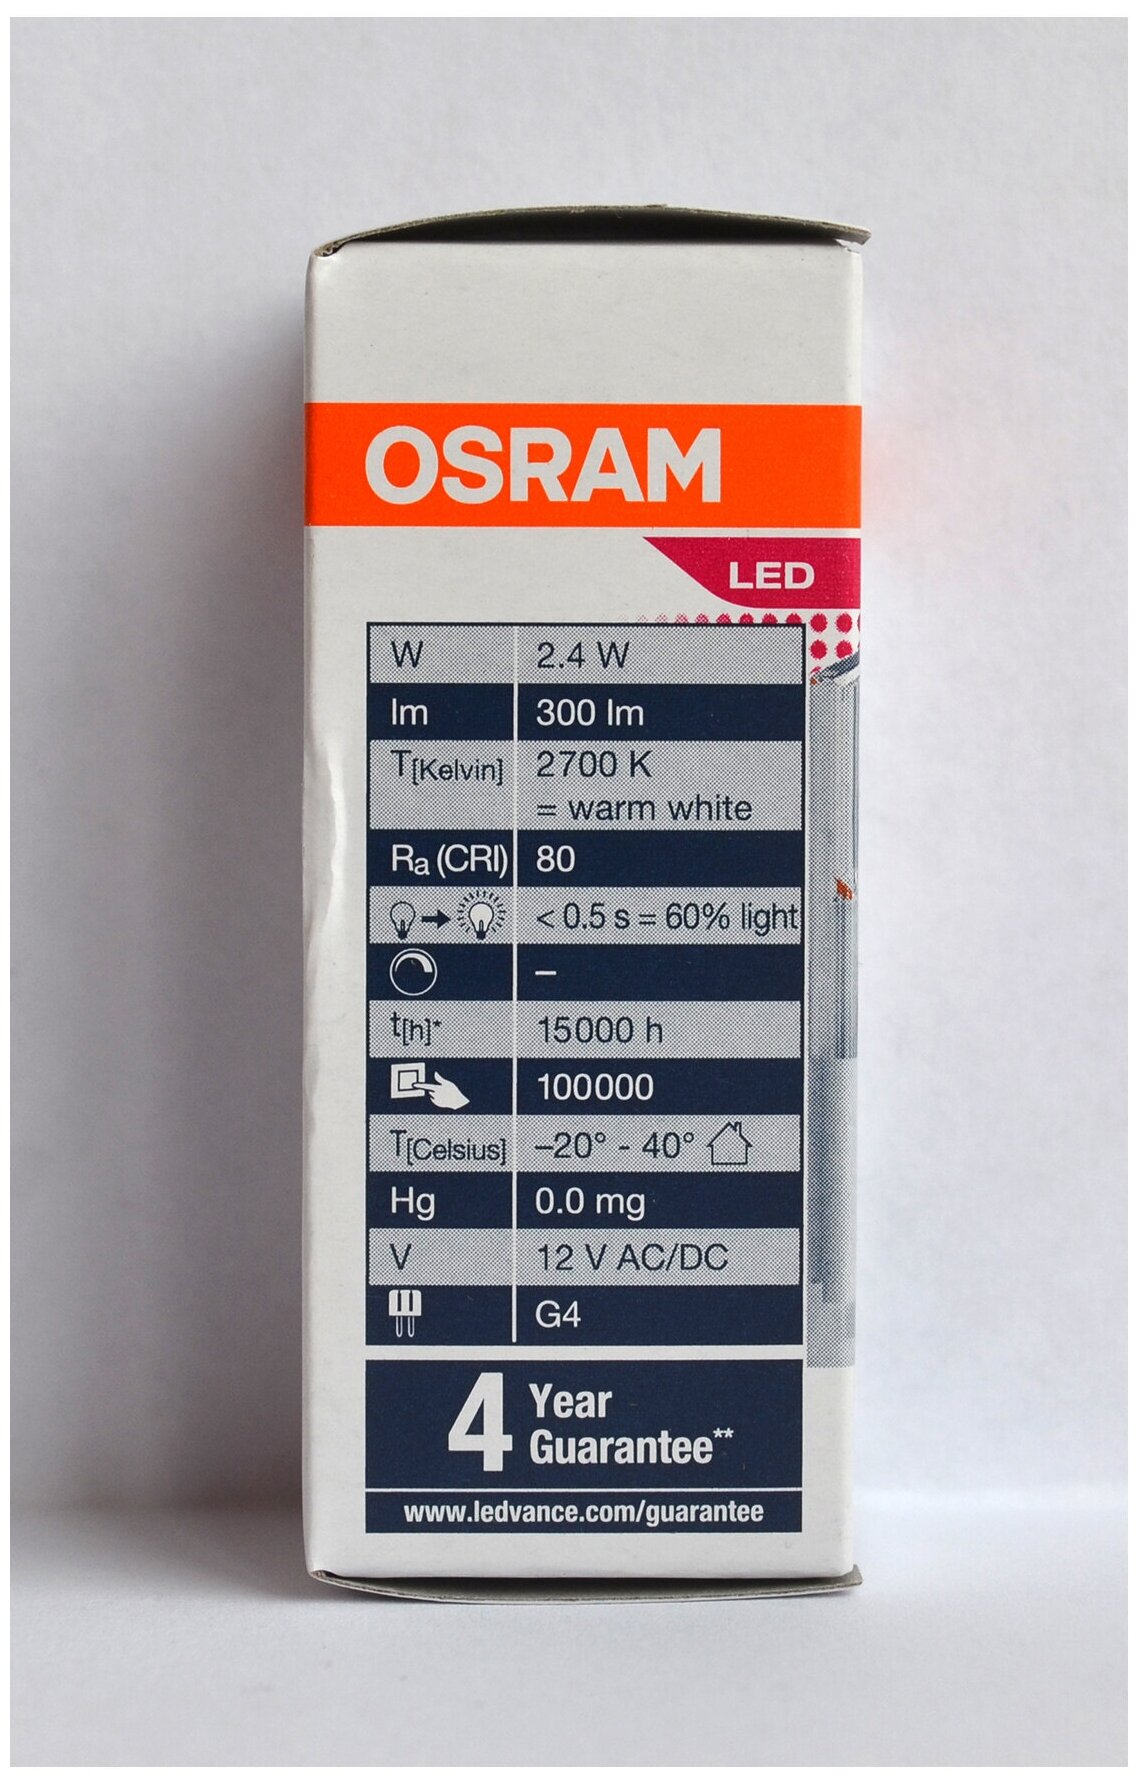 OSRAM
LED
W 2.4 W
lm 300 lm
T[Kelvin] 2700 K
= warm white
Ra (CRI) 80
< 0.5 s = 60% light
–
t[h]* 15000 h
100000
T[Celsius] –20° - 40°
Hg 0.0 mg
V 12 V AC/DC
G4
4 Year
Guarantee**
www.ledvance.com/guarantee